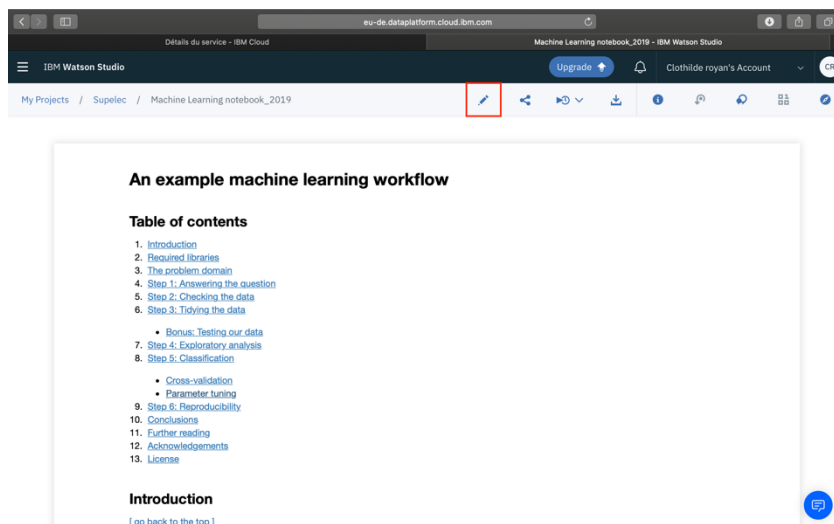 eu-de.dataplatform.cloud.ibm.com
Détails du service - IBM Cloud
Machine Learning notebook_2019 - IBM Watson Studio
IBM Watson Studio
Upgrade
Clothilde royan's Account
CR
My Projects / Supelec / Machine Learning notebook_2019
An example machine learning workflow
Table of contents
1. Introduction
2. Required libraries
3. The problem domain
4. Step 1: Answering the question
5. Step 2: Checking the data
6. Step 3: Tidying the data
• Bonus: Testing our data
7. Step 4: Exploratory analysis
8. Step 5: Classification
• Cross-validation
• Parameter tuning
9. Step 6: Reproducibility
10. Conclusions
11. Further reading
12. Acknowledgements
13. License
Introduction
[ go back to the top ]